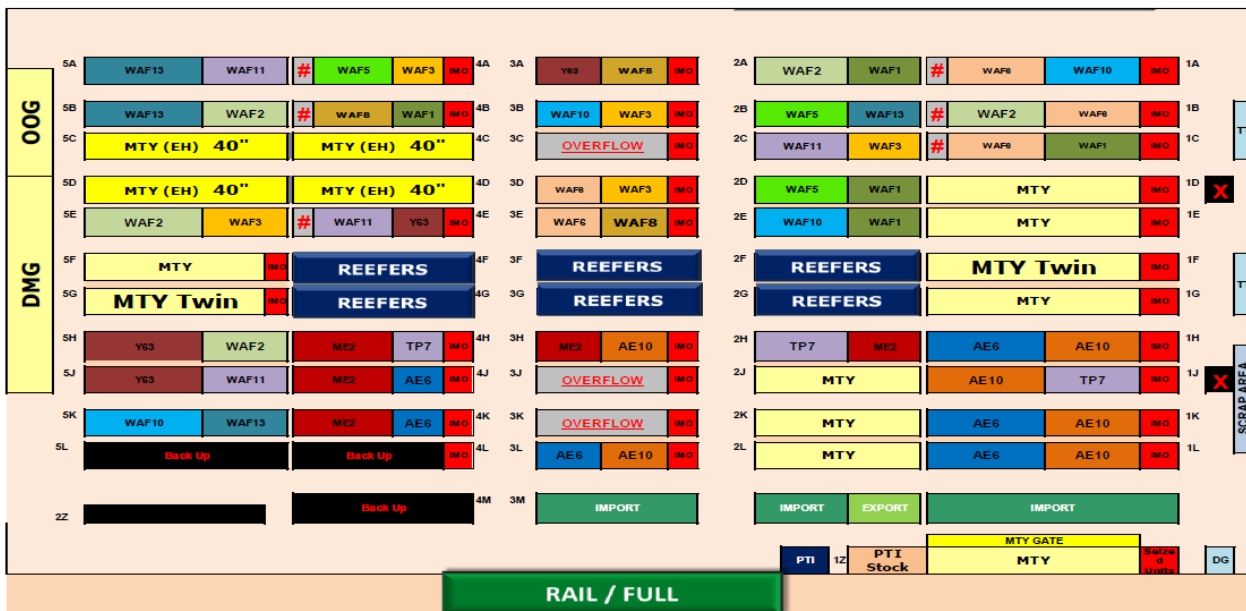 5A WAF13 WAF11 # WAF5 WAF3 IMO 4A 3A Y63 WAF8 IMO 2A WAF2 WAF1 # WAF6 WAF10 IMO 1A
OOG
5B WAF13 WAF2 # WAF8 WAF1 IMO 4B 3B WAF10 WAF3 IMO 2B WAF5 WAF13 # WAF2 WAF6 IMO 1B
5C MTY (EH) 40" MTY (EH) 40" 4C 3C OVERFLOW IMO 2C WAF11 WAF3 # WAF6 WAF1 IMO 1C
5D MTY (EH) 40" MTY (EH) 40" 4D 3D WAF6 WAF3 IMO 2D WAF5 WAF1 MTY IMO 1D X
5E WAF2 WAF3 # WAF11 Y63 IMO 4E 3E WAF6 WAF8 IMO 2E WAF10 WAF1 MTY IMO 1E
DMG
5F MTY IMO REEFERS 4F 3F REEFERS 2F REEFERS MTY Twin IMO 1F
5G MTY Twin IMO REEFERS 4G 3G REEFERS 2G REEFERS MTY IMO 1G
5H Y63 WAF2 ME2 TP7 IMO 4H 3H ME2 AE10 IMO 2H TP7 ME2 AE6 AE10 IMO 1H
5J Y63 WAF11 ME2 AE6 IMO 4J 3J OVERFLOW IMO 2J MTY AE10 TP7 IMO 1J X
SCRAP AREA
5K WAF10 WAF13 ME2 AE6 IMO 4K 3K OVERFLOW IMO 2K MTY AE6 AE10 IMO 1K
5L Back Up IMO 4L 3L AE6 AE10 IMO 2L MTY AE6 AE10 IMO 1L
2Z Back Up 4M 3M IMPORT IMPORT EXPORT IMPORT
MTY GATE
PTI 1Z PTI Stock MTY Seized Units DG
RAIL / FULL